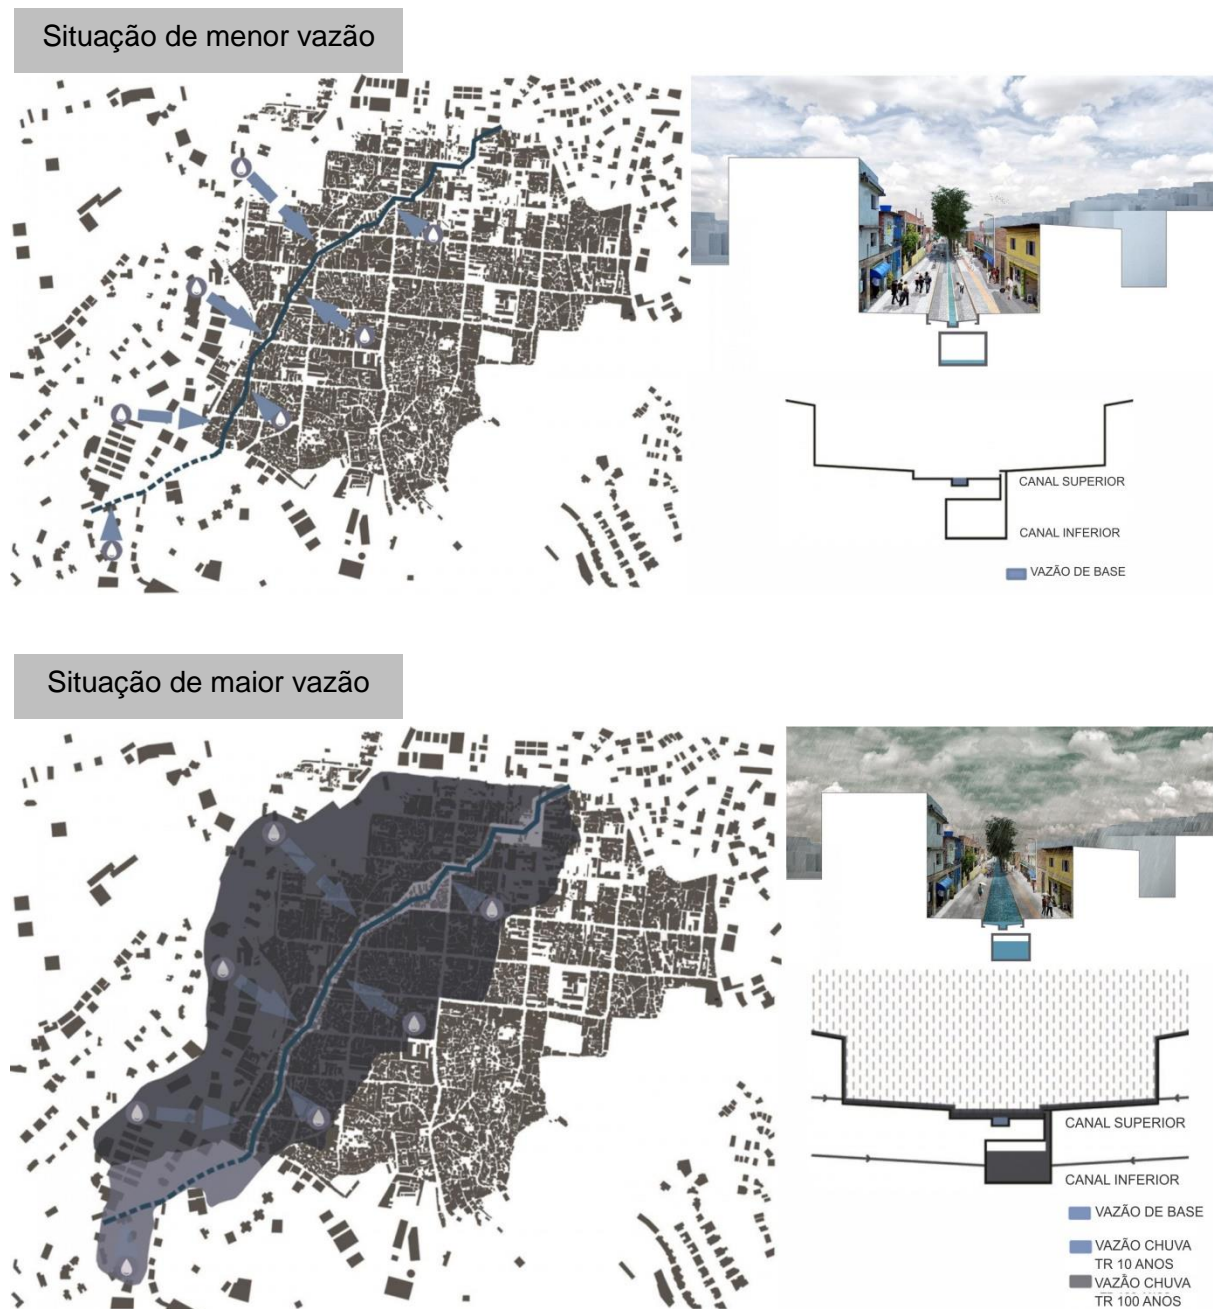 Situação de menor vazão
CANAL SUPERIOR
CANAL INFERIOR
VAZÃO DE BASE
Situação de maior vazão
CANAL SUPERIOR
CANAL INFERIOR
VAZÃO DE BASE
VAZÃO CHUVA
TR 10 ANOS
VAZÃO CHUVA
TR 100 ANOS